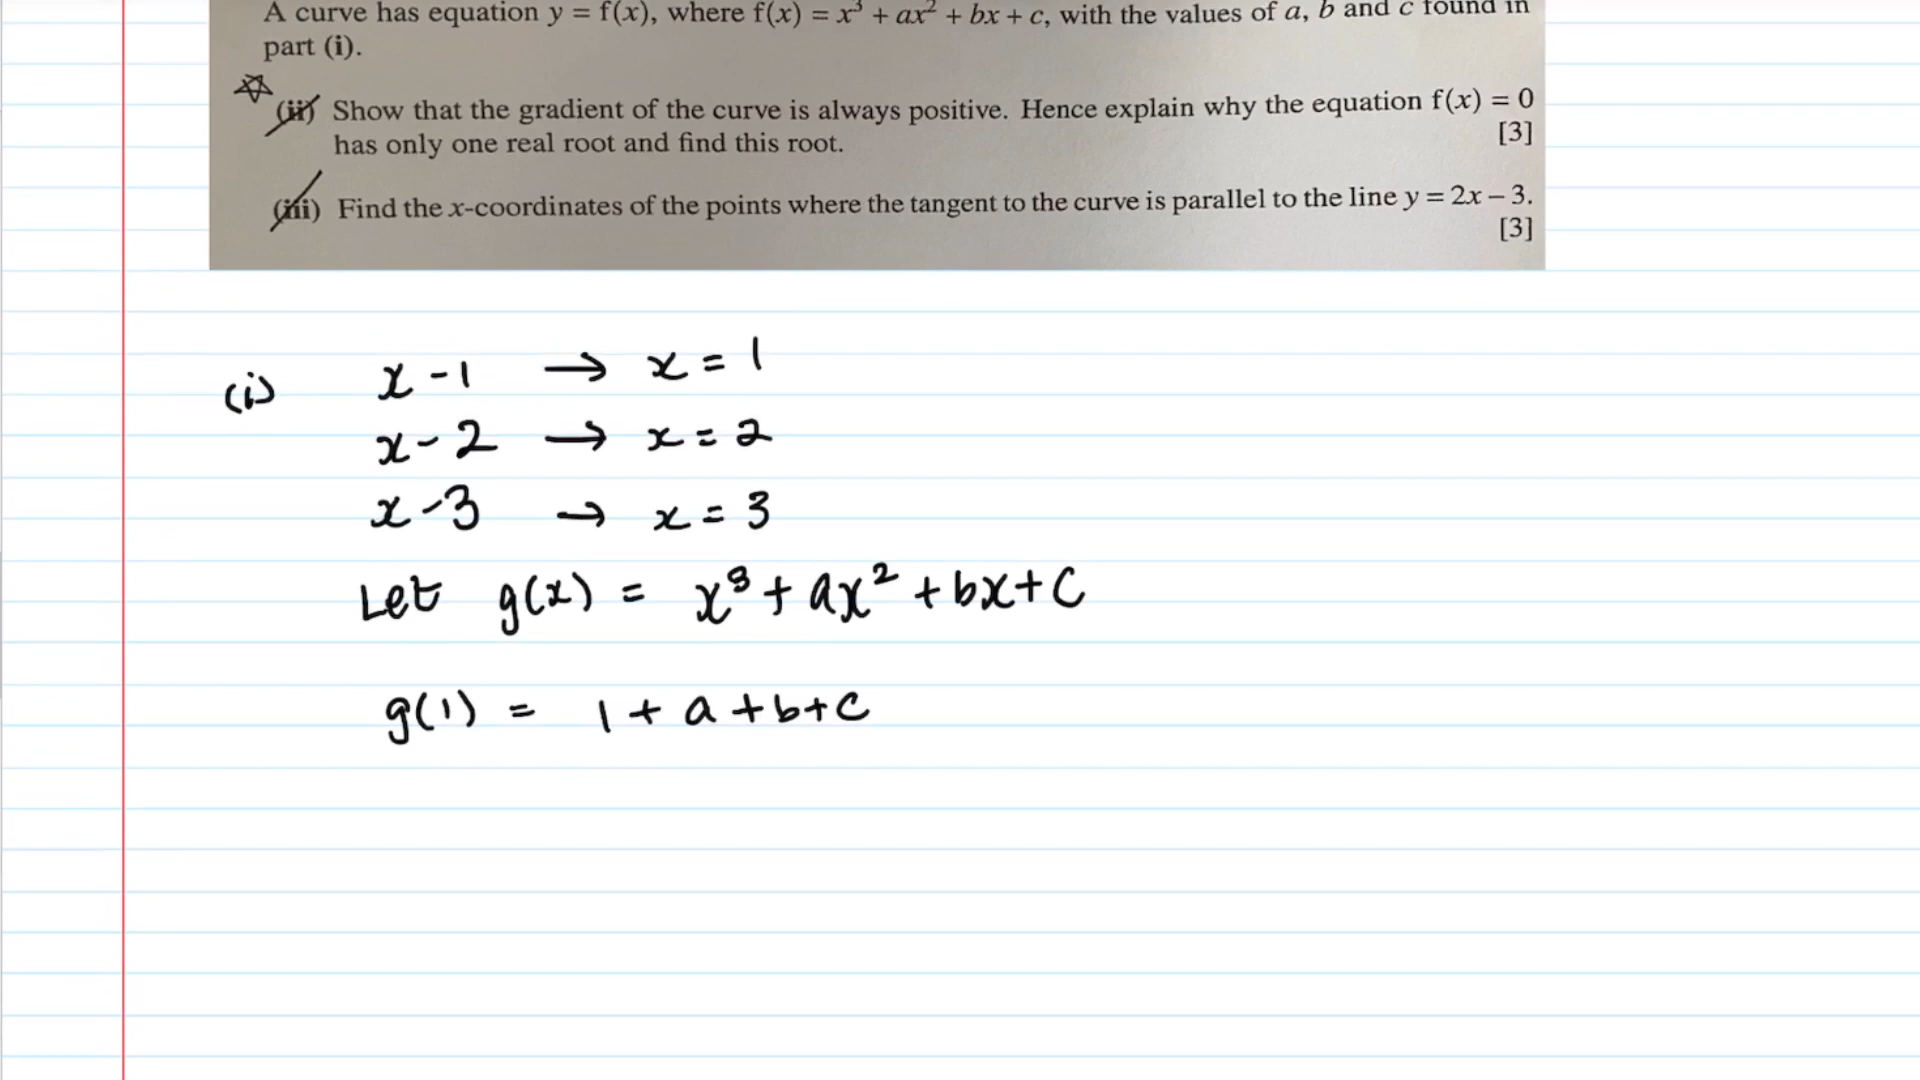 A curve has equation y = f(x), where f(x) = x³ + ax² + bx + c, with the values of a, b and c found in
part (i).
(ii) Show that the gradient of the curve is always positive. Hence explain why the equation f(x) = 0
has only one real root and find this root. [3]
(iii) Find the x-coordinates of the points where the tangent to the curve is parallel to the line y = 2x – 3.
[3]
(i) x - 1 → x = 1
x - 2 → x = 2
x - 3 → x = 3
Let g(x) = x³ + ax² + bx + c
g(1) = 1 + a + b + c